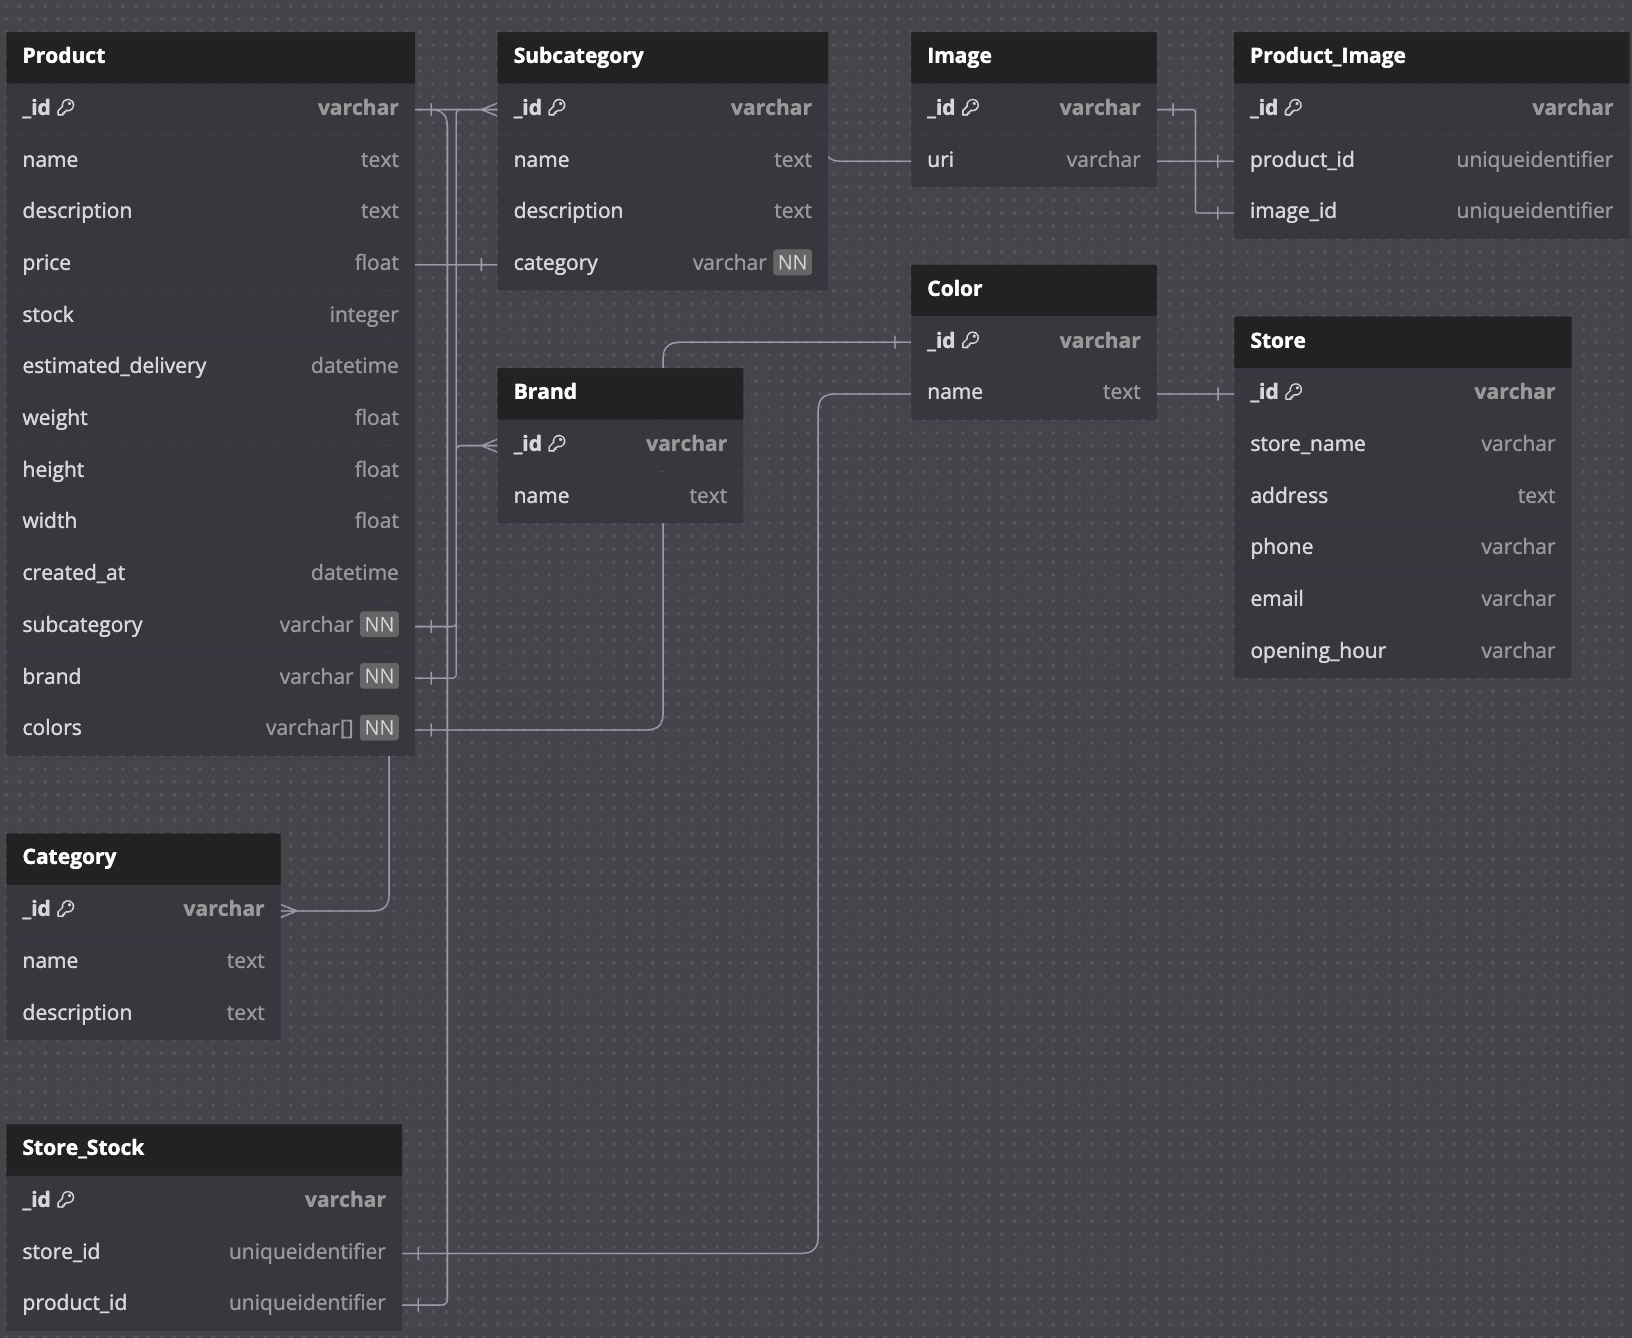 Product
_id varchar
name text
description text
price float
stock integer
estimated_delivery datetime
weight float
height float
width float
created_at datetime
subcategory varchar NN
brand varchar NN
colors varchar[] NN
Subcategory
_id varchar
name text
description text
category varchar NN
Image
_id varchar
uri varchar
Product_Image
_id varchar
product_id uniqueidentifier
image_id uniqueidentifier
Color
_id varchar
name text
Store
_id varchar
store_name varchar
address text
phone varchar
email varchar
opening_hour varchar
Brand
_id varchar
name text
Category
_id varchar
name text
description text
Store_Stock
_id varchar
store_id uniqueidentifier
product_id uniqueidentifier